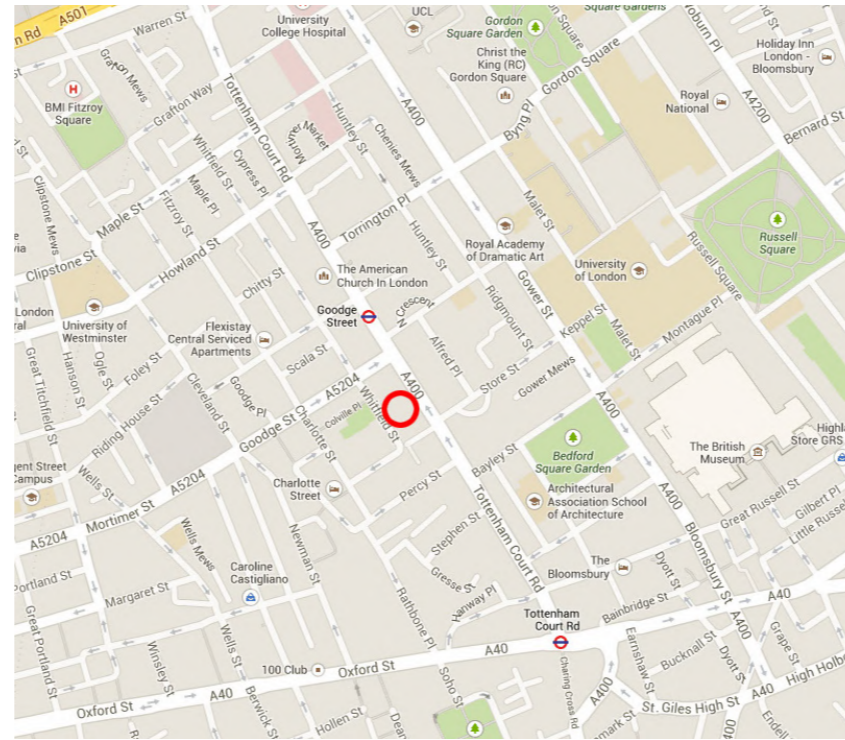 A501
Warren St
University
College Hospital
UCL
Gordon
Square Garden
Square Gardens
Woburn Pl
Holiday Inn
London -
Bloomsbury
Christ the
King (RC)
Gordon Square
Gordon Square
BMI Fitzroy
Square
H
Grafton Mews
Grafton Way
Tottenham Court Rd
Huntley St
A400
Royal
National
A4200
Bernard St
Byng Pl
Mortimer Market
Chenies Mews
Whitfield St
Cypress Pl
Maple Pl
Fitzroy St
Clipstone Mews
Maple St
Torrington Pl
Malet St
Huntley St
Royal Academy
of Dramatic Art
Russell
Square
Russell Square
University
of London
Howland St
Clipstone St
A400
The American
Church In London
Chitty St
Goodge
Street
N Crescent
Ridgmount St
Gower St
Keppel St
Malet St
Montague Pl
London
University of
Westminster
Flexistay
Central Serviced
Apartments
Ogle St
Foley St
Hanson St
Great Titchfield St
Scala St
Alfred Pl
Store St
Gower Mews
A400
A5204
A400
Cleveland St
Goodge Pl
Colville Pl
Whitfield St
Riding House St
Goodge St
Charlotte St
Bayley St
Bedford
Square Garden
The British
Museum
Highl
Store GRS
gent Street
Campus
Wells St
A5204
Charlotte
Street
Percy St
Architectural
Association School
of Architecture
A400
Great Russell St
Gilbert Pl
Little Russell
Mortimer St
A5204
Wells Mews
Newman St
Stephen St
Tottenham Court Rd
The
Bloomsbury
Bloomsbury St
Dyott St
Caroline
Castigliano
Gresse St
Portland St
Margaret St
Rathbone Pl
Hanway Pl
Tottenham
Court Rd
Bainbridge St
A40
Great Portland St
Wells St
A40
Earnshaw St
Grape St
Bucknall St
Dyott St
Winsley St
100 Club
Oxford St
Soho St
Charing Cross Rd
A400
St. Giles High St
A40
High Holbo
A40
Oxford St
Berwick St
Hollen St
Dean
nmark St
Endell